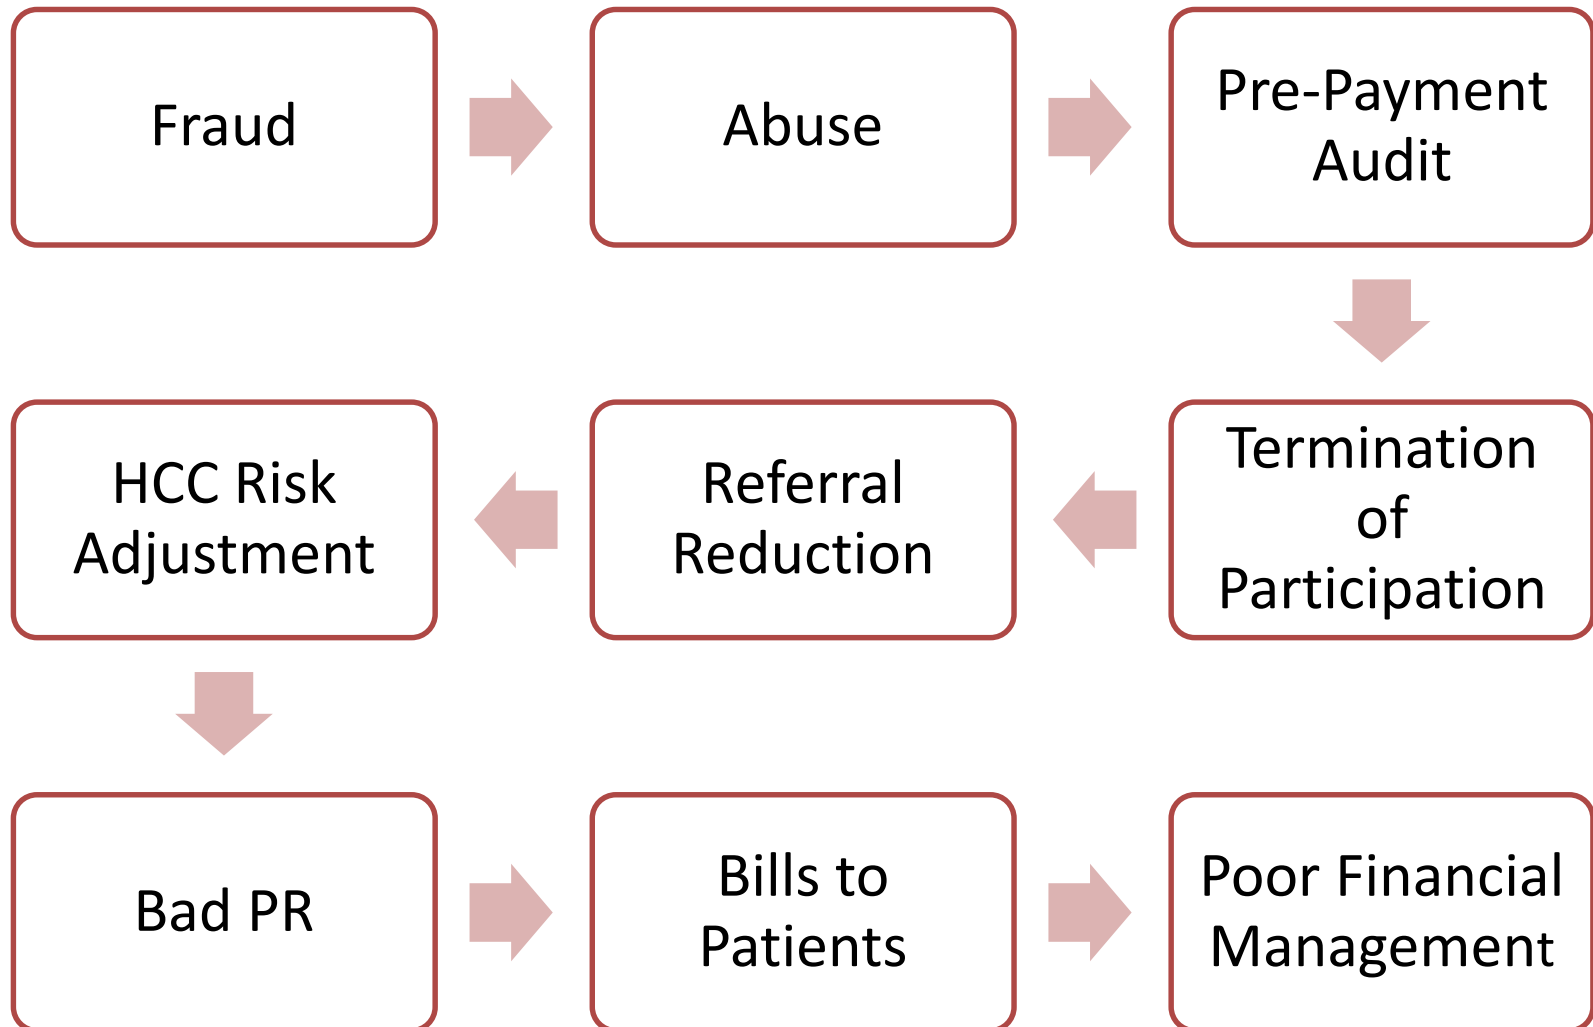 Fraud
Abuse
Pre-Payment
Audit
Termination
of
Participation
Referral
Reduction
HCC Risk
Adjustment
Bad PR
Bills to
Patients
Poor Financial
Management